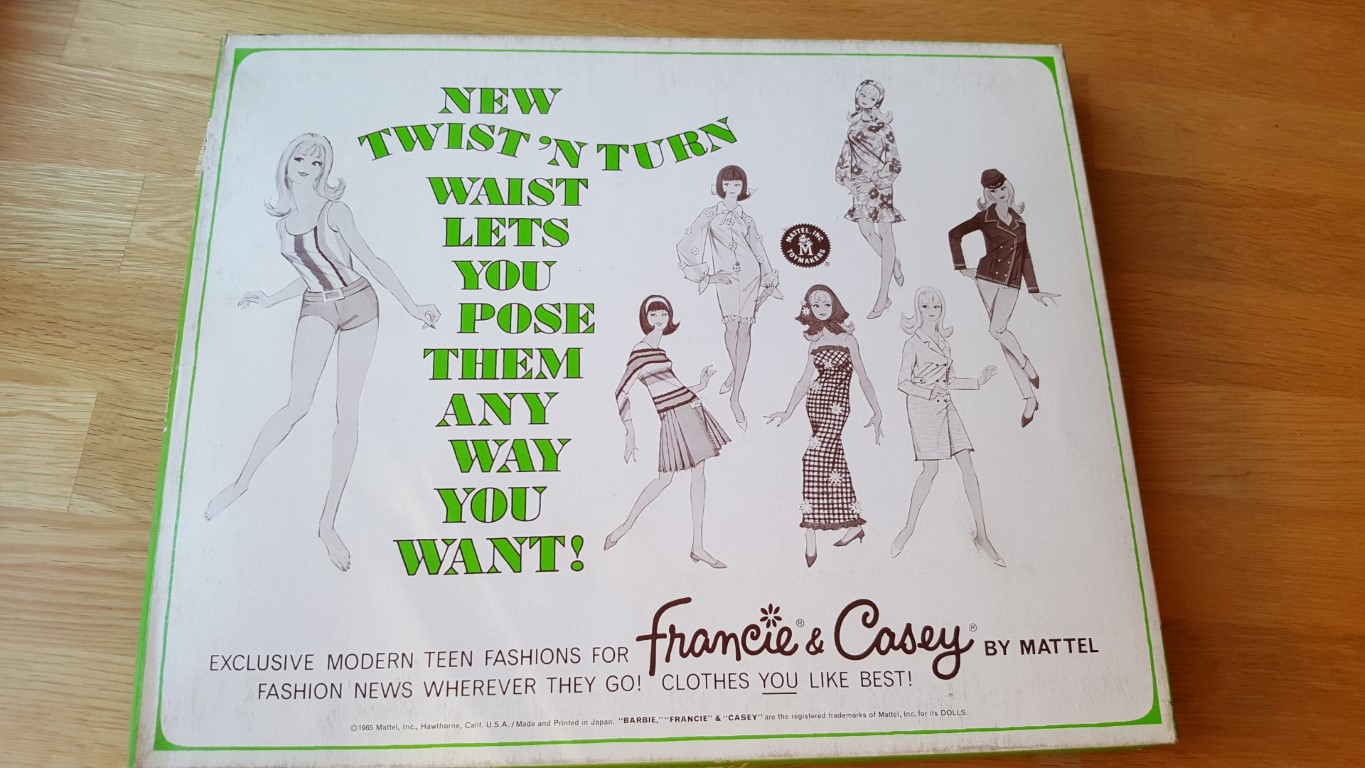 NEW
TWIST 'N TURN
WAIST
LETS
YOU
POSE
THEM
ANY
WAY
YOU
WANT!
MATTEL, INC.
M
TOYMAKERS
EXCLUSIVE MODERN TEEN FASHIONS FOR Francie® & Casey® BY MATTEL
FASHION NEWS WHEREVER THEY GO! CLOTHES YOU LIKE BEST!
©1965 Mattel, Inc., Hawthorne, Calif. U.S.A. / Made and Printed in Japan. "BARBIE," "FRANCIE" & "CASEY" are the registered trademarks of Mattel, Inc. for its DOLLS.